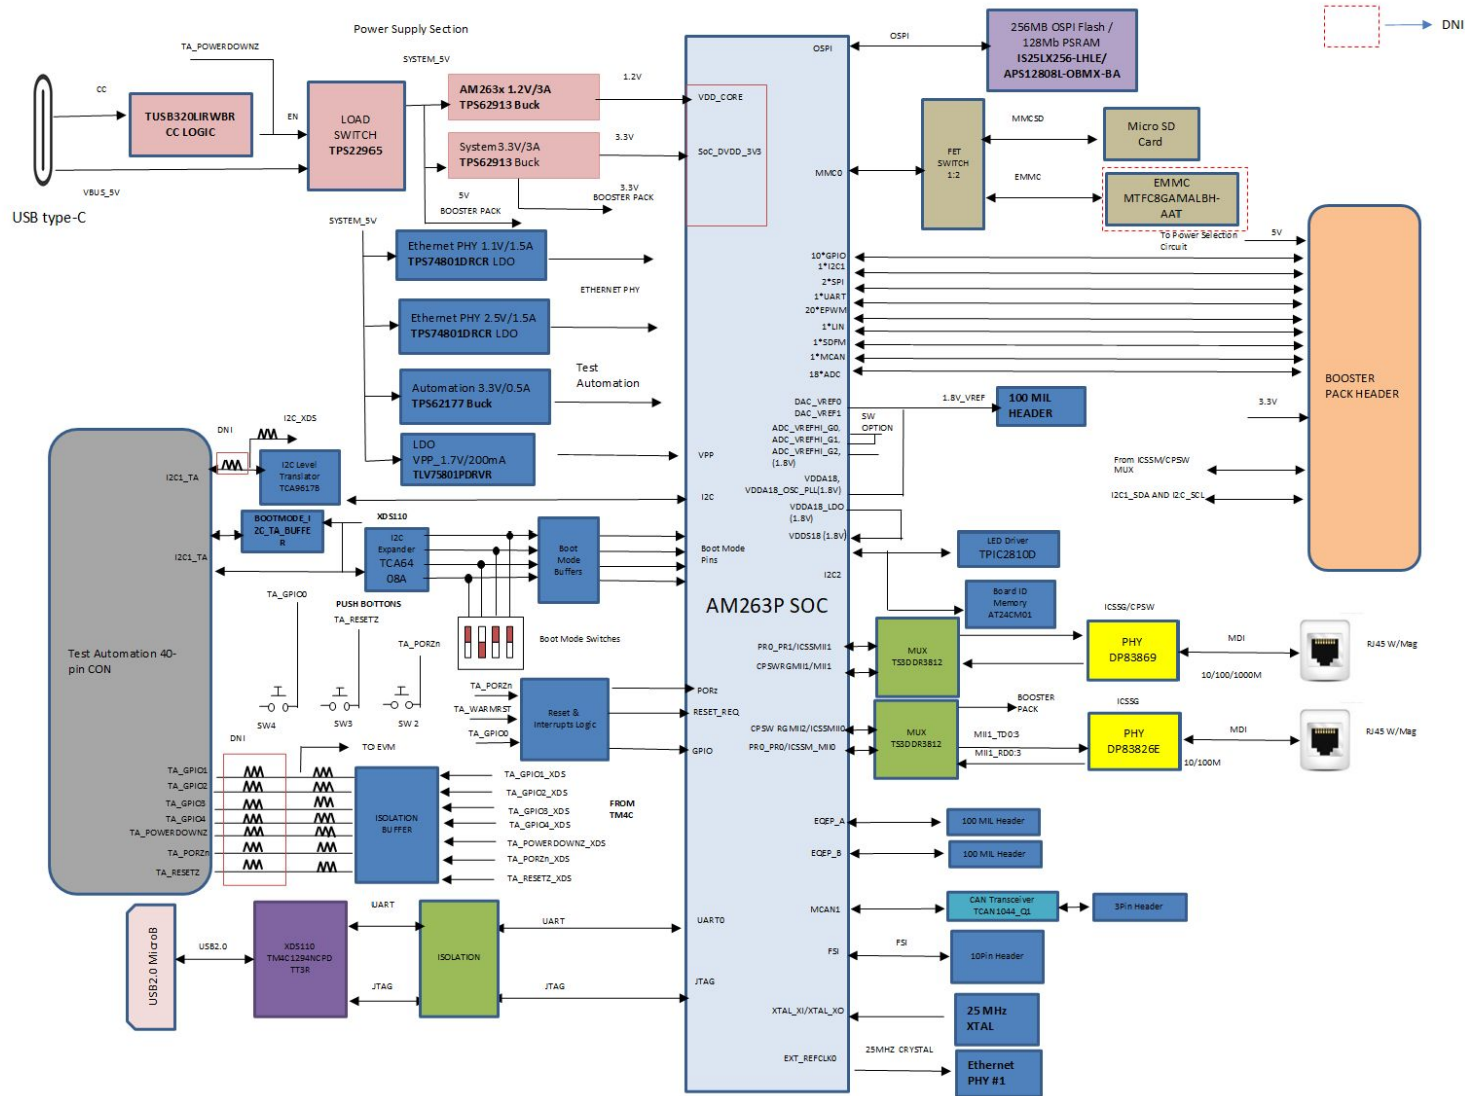 Power Supply Section
DNI
TA_POWERDOWNZ
SYSTEM_5V
CC
TUSB320LIRWBR
CC LOGIC
EN
LOAD
SWITCH
TPS22965
VBUS_5V
USB type-C
AM263x 1.2V/3A
TPS62913 Buck
1.2V
System3.3V/3A
TPS62913 Buck
3.3V
5V
BOOSTER PACK
3.3V
BOOSTER PACK
SYSTEM_5V
Ethernet PHY 1.1V/1.5A
TPS74801DRCR LDO
ETHERNET PHY
Ethernet PHY 2.5V/1.5A
TPS74801DRCR LDO
Test
Automation
Automation 3.3V/0.5A
TPS62177 Buck
LDO
VPP_1.7V/200mA
TLV75801PDRVR
VDD_CORE
SoC_DVDD_3V3
VPP
I2C
Boot Mode
Pins
AM263P SOC
PORz
RESET_REQ
GPIO
UART0
JTAG
OSPI
MMC0
10*GPIO
1*I2C1
2*SPI
1*UART
20*EPWM
1*LIN
1*SDFM
1*MCAN
18*ADC
DAC_VREF0
DAC_VREF1
ADC_VREFHI_G0,
ADC_VREFHI_G1,
ADC_VREFHI_G2,
(1.8V)
VDDA18,
VDDA18_OSC_PLL(1.8V)
VDDA18_LDO
(1.8V)
VDDS18 (1.8V)
I2C2
PR0_PR1/ICSSMII1
CPSWRGMII1/MII1
CPSW RGMII2/ICSSMII0
PR0_PR0/ICSSM_MII0
EQEP_A
EQEP_B
MCAN1
FSI
XTAL_XI/XTAL_XO
EXT_REFCLK0
OSPI
256MB OSPI Flash /
128Mb PSRAM
IS25LX256-LHLE/
APS12808L-OBMX-BA
FET
SWITCH
1:2
MMCSD
Micro SD
Card
EMMC
EMMC
MTFC8GAMALBH-
AAT
To Power Selection
Circuit
5V
BOOSTER
PACK HEADER
3.3V
From ICSSM/CPSW
MUX
I2C1_SDA AND I2C_SCL
1.8V_VREF
100 MIL
HEADER
SW
OPTION
LED Driver
TPIC2810D
Board ID
Memory
AT24CM01
MUX
TS3DDR3812
ICSSG/CPSW
PHY
DP83869
MDI
10/100/1000M
RJ45 W/Mag
BOOSTER
PACK
ICSSG
MUX
TS3DDR3812
MII1_TD0:3
MII1_RD0:3
PHY
DP83826E
MDI
10/100M
RJ45 W/Mag
100 MIL Header
100 MIL Header
CAN Transceiver
TCAN1044_Q1
3Pin Header
FSI
10Pin Header
25 MHz
XTAL
25MHZ CRYSTAL
Ethernet
PHY #1
DNI
I2C_XDS
I2C1_TA
I2C Level
Translator
TCA9617B
BOOTMODE_I
2C_TA_BUFFE
R
I2C1_TA
XDS110
I2C
Expander
TCA64
08A
Boot
Mode
Buffers
Boot Mode Switches
TA_GPIO0
PUSH BOTTONS
TA_RESETZ
TA_PORZn
SW4
SW3
SW 2
Test Automation 40-
pin CON
TA_PORZn
TA_WARMRST
TA_GPIO0
Reset &
Interrupts Logic
DNI
TO EVM
TA_GPIO1
TA_GPIO2
TA_GPIO3
TA_GPIO4
TA_POWERDOWNZ
TA_PORZn
TA_RESETZ
ISOLATION
BUFFER
TA_GPIO1_XDS
TA_GPIO2_XDS
TA_GPIO3_XDS
TA_GPIO4_XDS
TA_POWERDOWNZ_XDS
TA_PORZn_XDS
TA_RESETZ_XDS
FROM
TM4C
USB2.0 MicroB
USB2.0
XDS110
TM4C1294NCPD
TT3R
UART
JTAG
ISOLATION
UART
JTAG